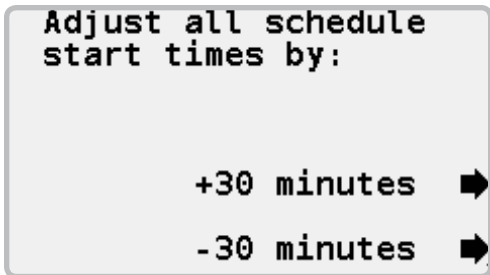 Adjust all schedule
start times by:
+30 minutes
-30 minutes